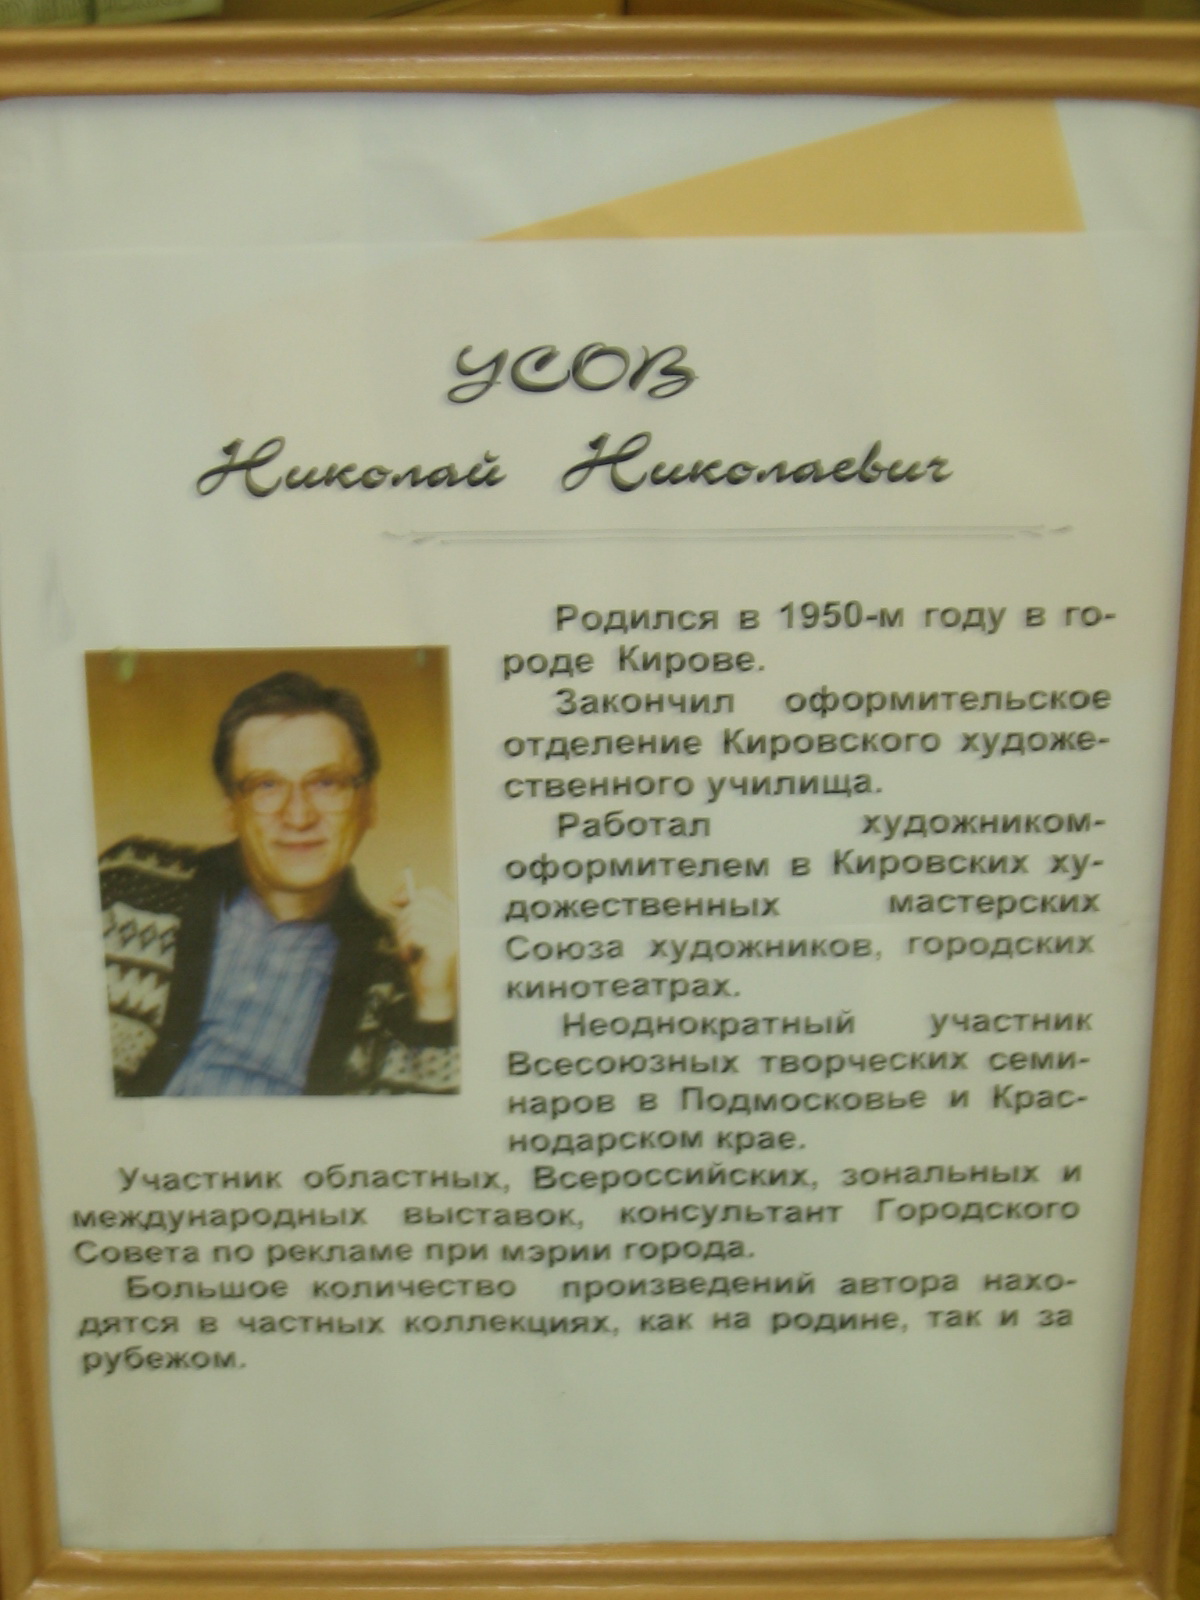 УСОВ
Николай Николаевич
Родился в 1950-м году в го-
роде Кирове.
Закончил оформительское
отделение Кировского художе-
ственного училища.
Работал художником-
оформителем в Кировских ху-
дожественных мастерских
Союза художников, городских
кинотеатрах.
Неоднократный участник
Всесоюзных творческих семи-
наров в Подмосковье и Крас-
нодарском крае.
Участник областных, Всероссийских, зональных и
международных выставок, консультант Городского
Совета по рекламе при мэрии города.
Большое количество произведений автора нахо-
дятся в частных коллекциях, как на родине, так и за
рубежом.